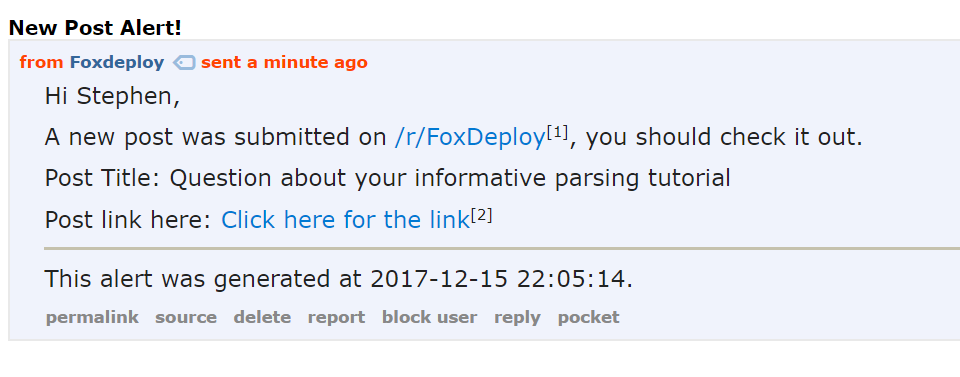 New Post Alert!
from Foxdeploy sent a minute ago
Hi Stephen,
A new post was submitted on /r/FoxDeploy[1], you should check it out.
Post Title: Question about your informative parsing tutorial
Post link here: Click here for the link[2]
This alert was generated at 2017-12-15 22:05:14.
permalink source delete report block user reply pocket